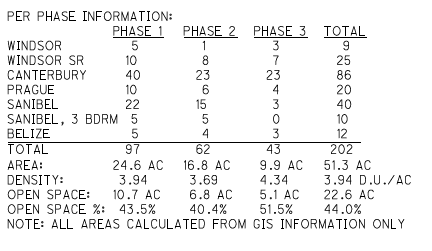 PER PHASE INFORMATION:
PHASE 1 PHASE 2 PHASE 3 TOTAL
WINDSOR 5 1 3 9
WINDSOR SR 10 8 7 25
CANTERBURY 40 23 23 86
PRAGUE 10 6 4 20
SANIBEL 22 15 3 40
SANIBEL, 3 BDRM 5 5 0 10
BELIZE 5 4 3 12
TOTAL 97 62 43 202
AREA: 24.6 AC 16.8 AC 9.9 AC 51.3 AC
DENSITY: 3.94 3.69 4.34 3.94 D.U./AC
OPEN SPACE: 10.7 AC 6.8 AC 5.1 AC 22.6 AC
OPEN SPACE %: 43.5% 40.4% 51.5% 44.0%
NOTE: ALL AREAS CALCULATED FROM GIS INFORMATION ONLY